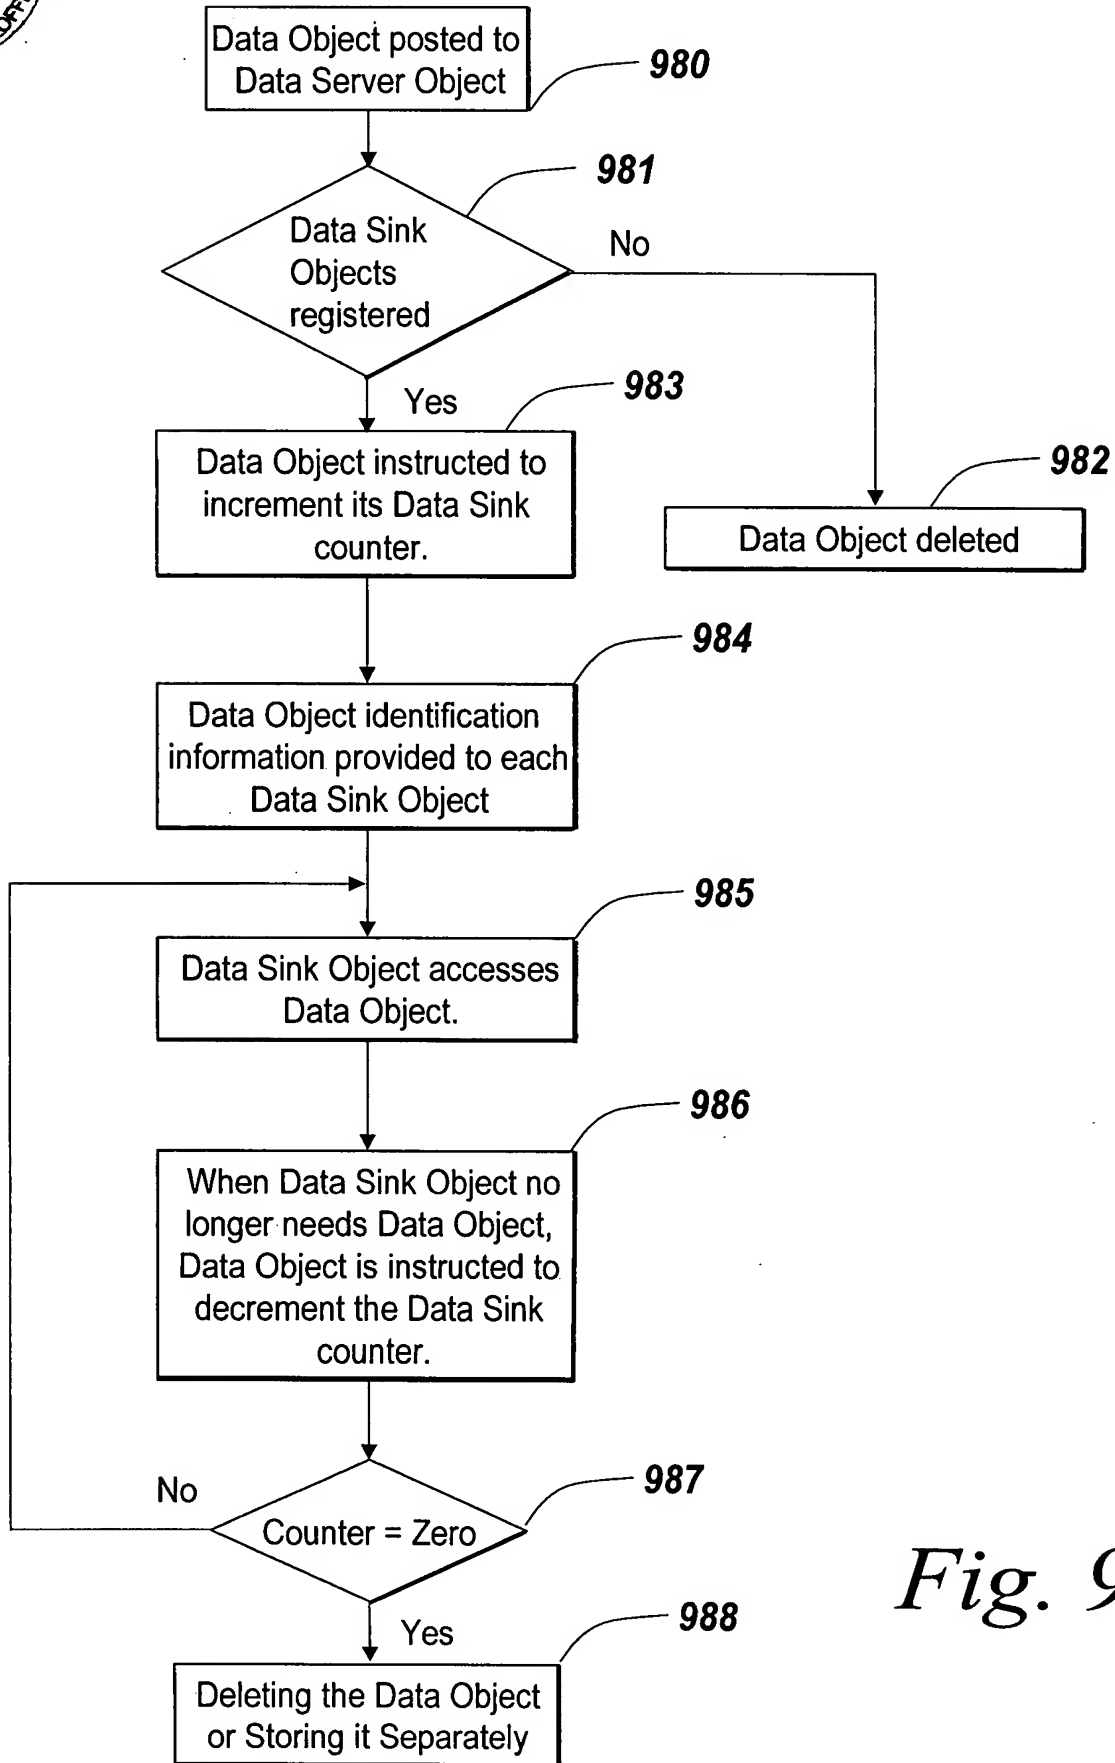 Data Object posted to
Data Server Object
980
981
Data Sink
Objects
registered
No
Yes
983
Data Object instructed to
increment its Data Sink
counter.
982
Data Object deleted
984
Data Object identification
information provided to each
Data Sink Object
985
Data Sink Object accesses
Data Object.
986
When Data Sink Object no
longer needs Data Object,
Data Object is instructed to
decrement the Data Sink
counter.
No
987
Counter = Zero
Fig. 9
Yes
988
Deleting the Data Object
or Storing it Separately